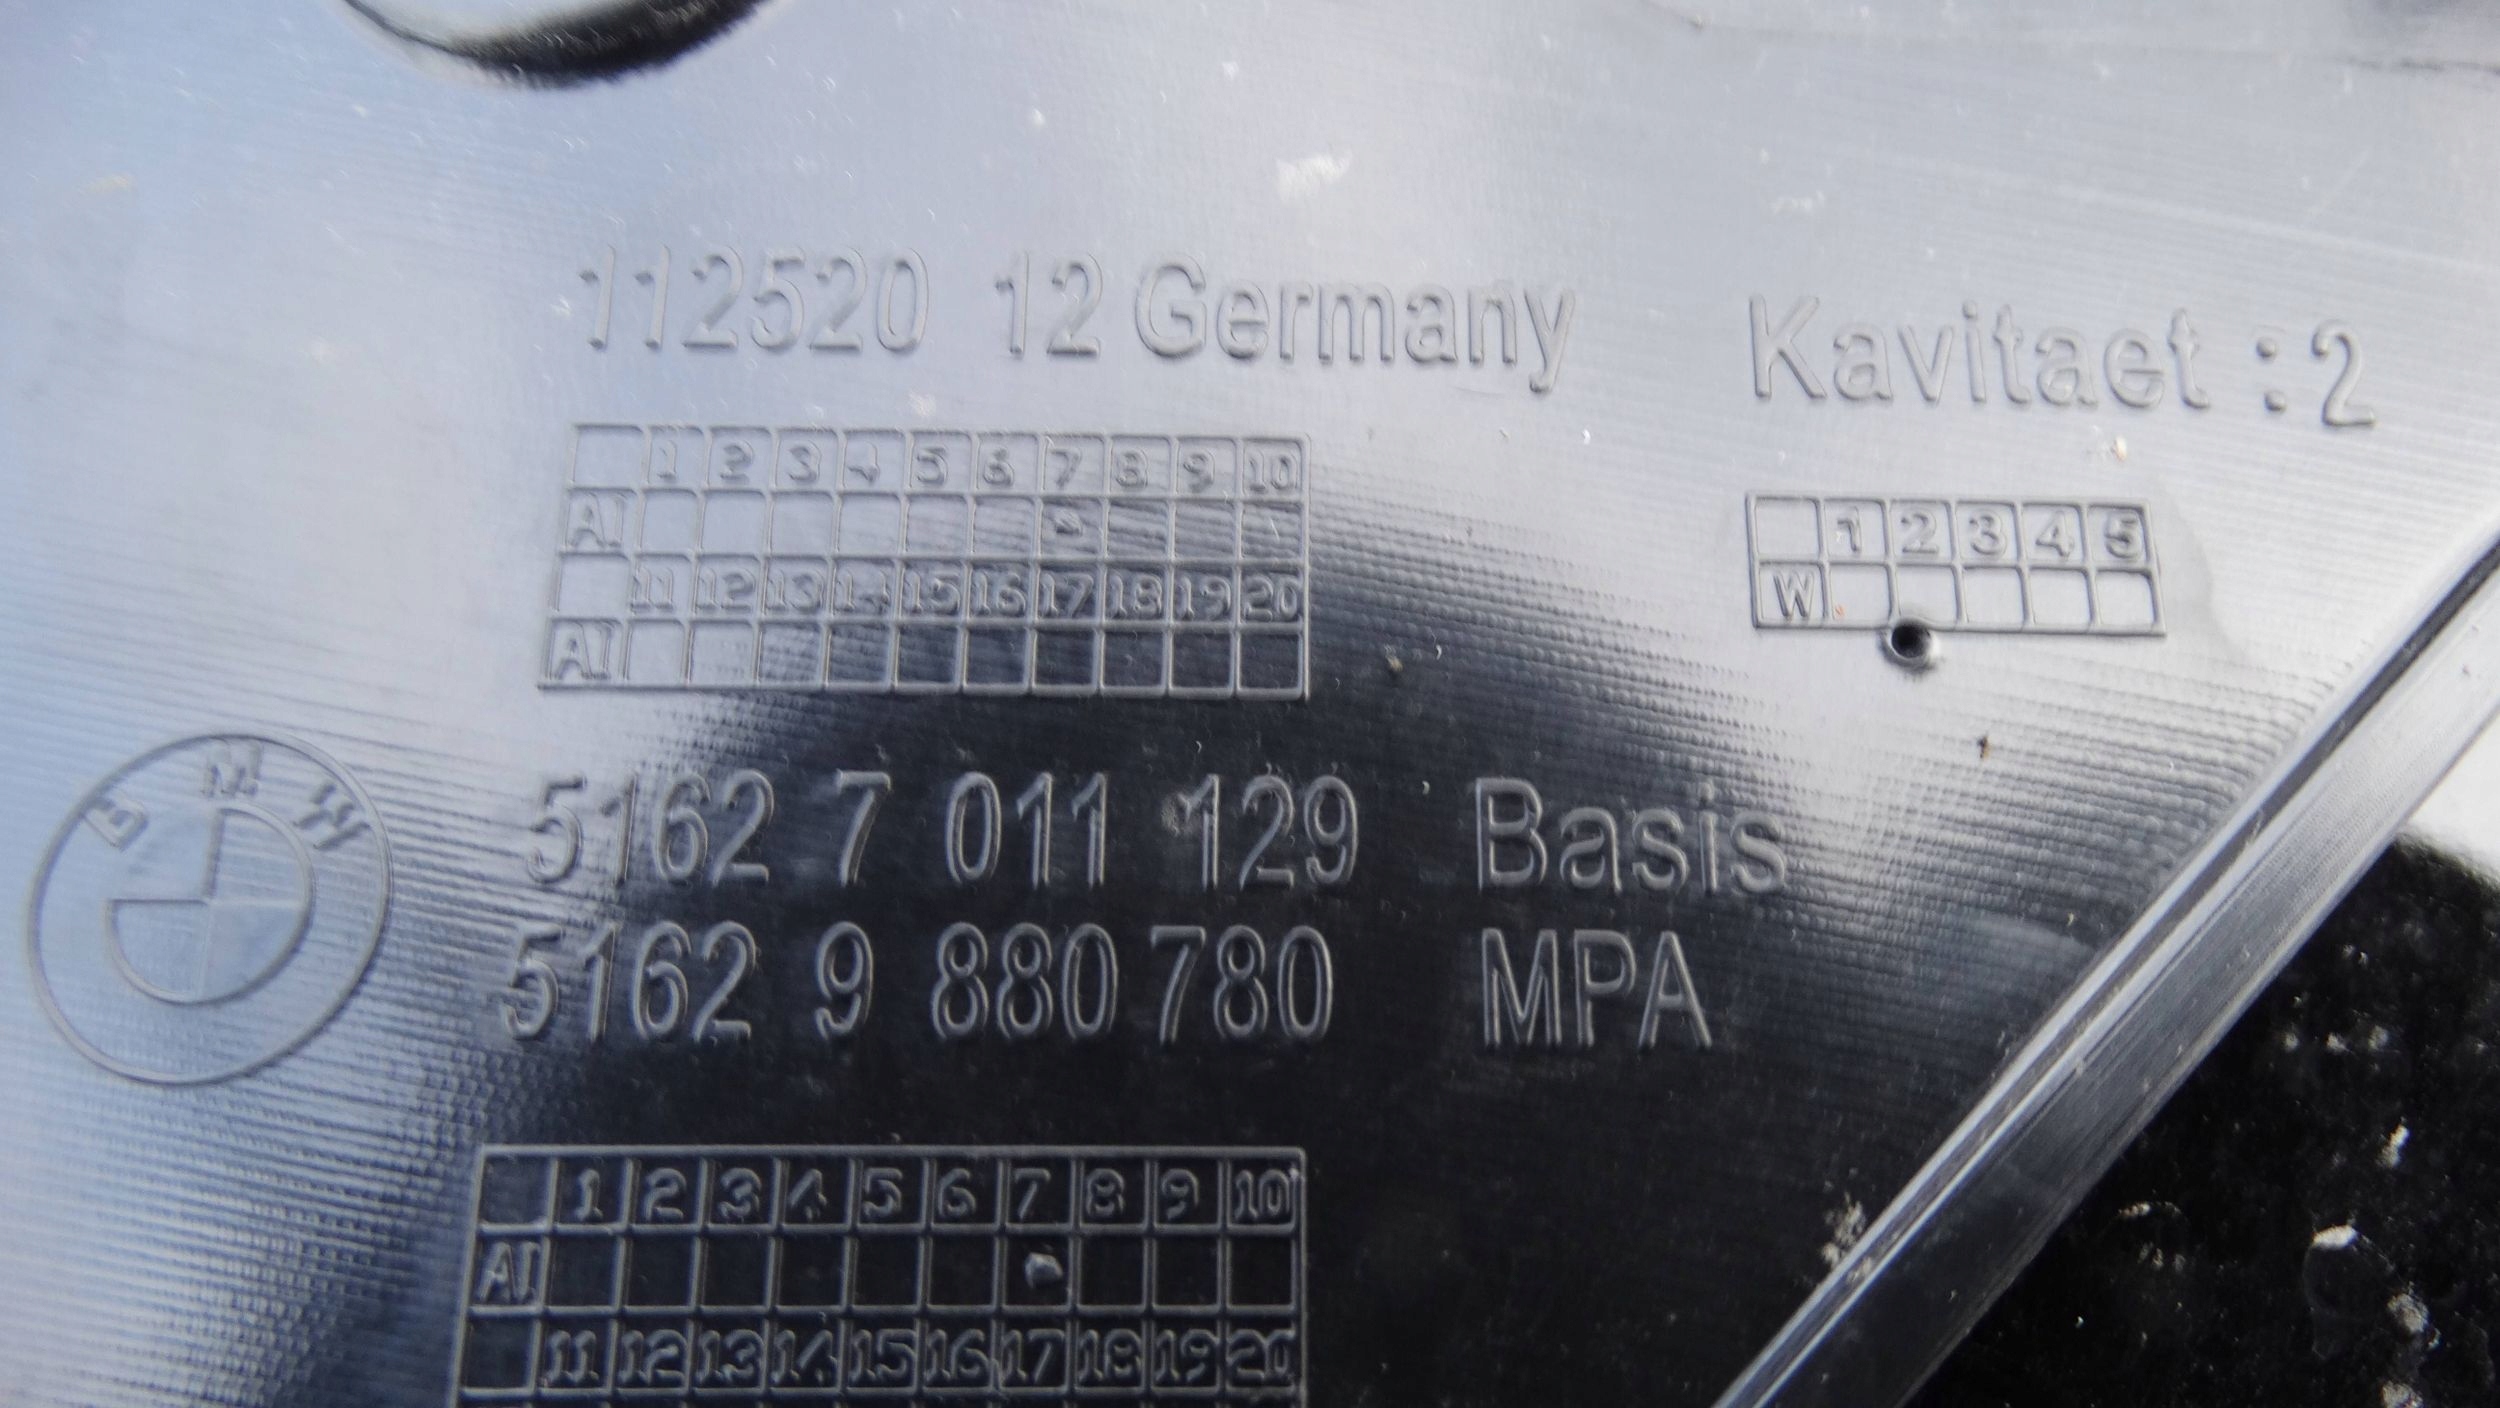 112520 12 Germany Kavitaet :2
1 2 3 4 5 6 7 8 9 10
AI
11 12 13 14 15 16 17 18 19 20
AI
1 2 3 4 5
W
BMW
5162 7 011 129 Basis
5162 9 880 780 MPA
1 2 3 4 5 6 7 8 9 10
AI
11 12 13 14 15 16 17 18 19 20